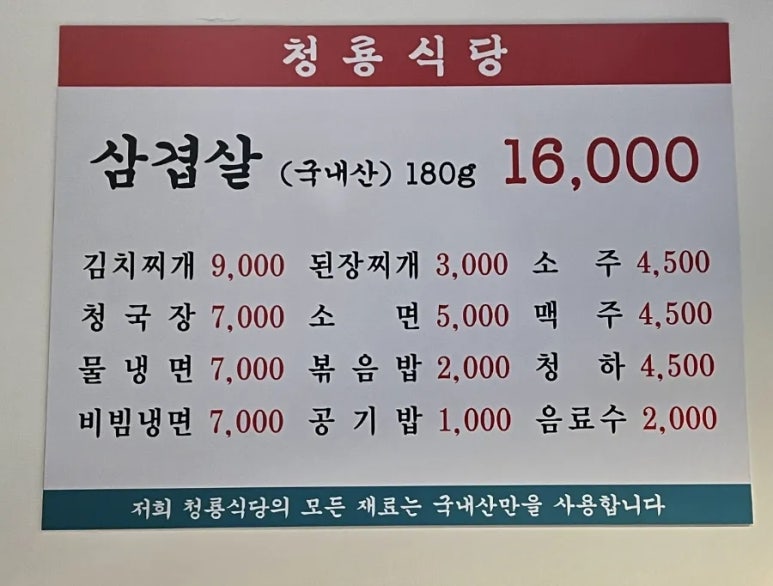 청룡식당
삼겹살 (국내산) 180g 16,000
김치찌개 9,000 된장찌개 3,000 소주 4,500
청국장 7,000 소면 5,000 맥주 4,500
물냉면 7,000 볶음밥 2,000 청하 4,500
비빔냉면 7,000 공기밥 1,000 음료수 2,000
저희 청룡식당의 모든 재료는 국내산만을 사용합니다